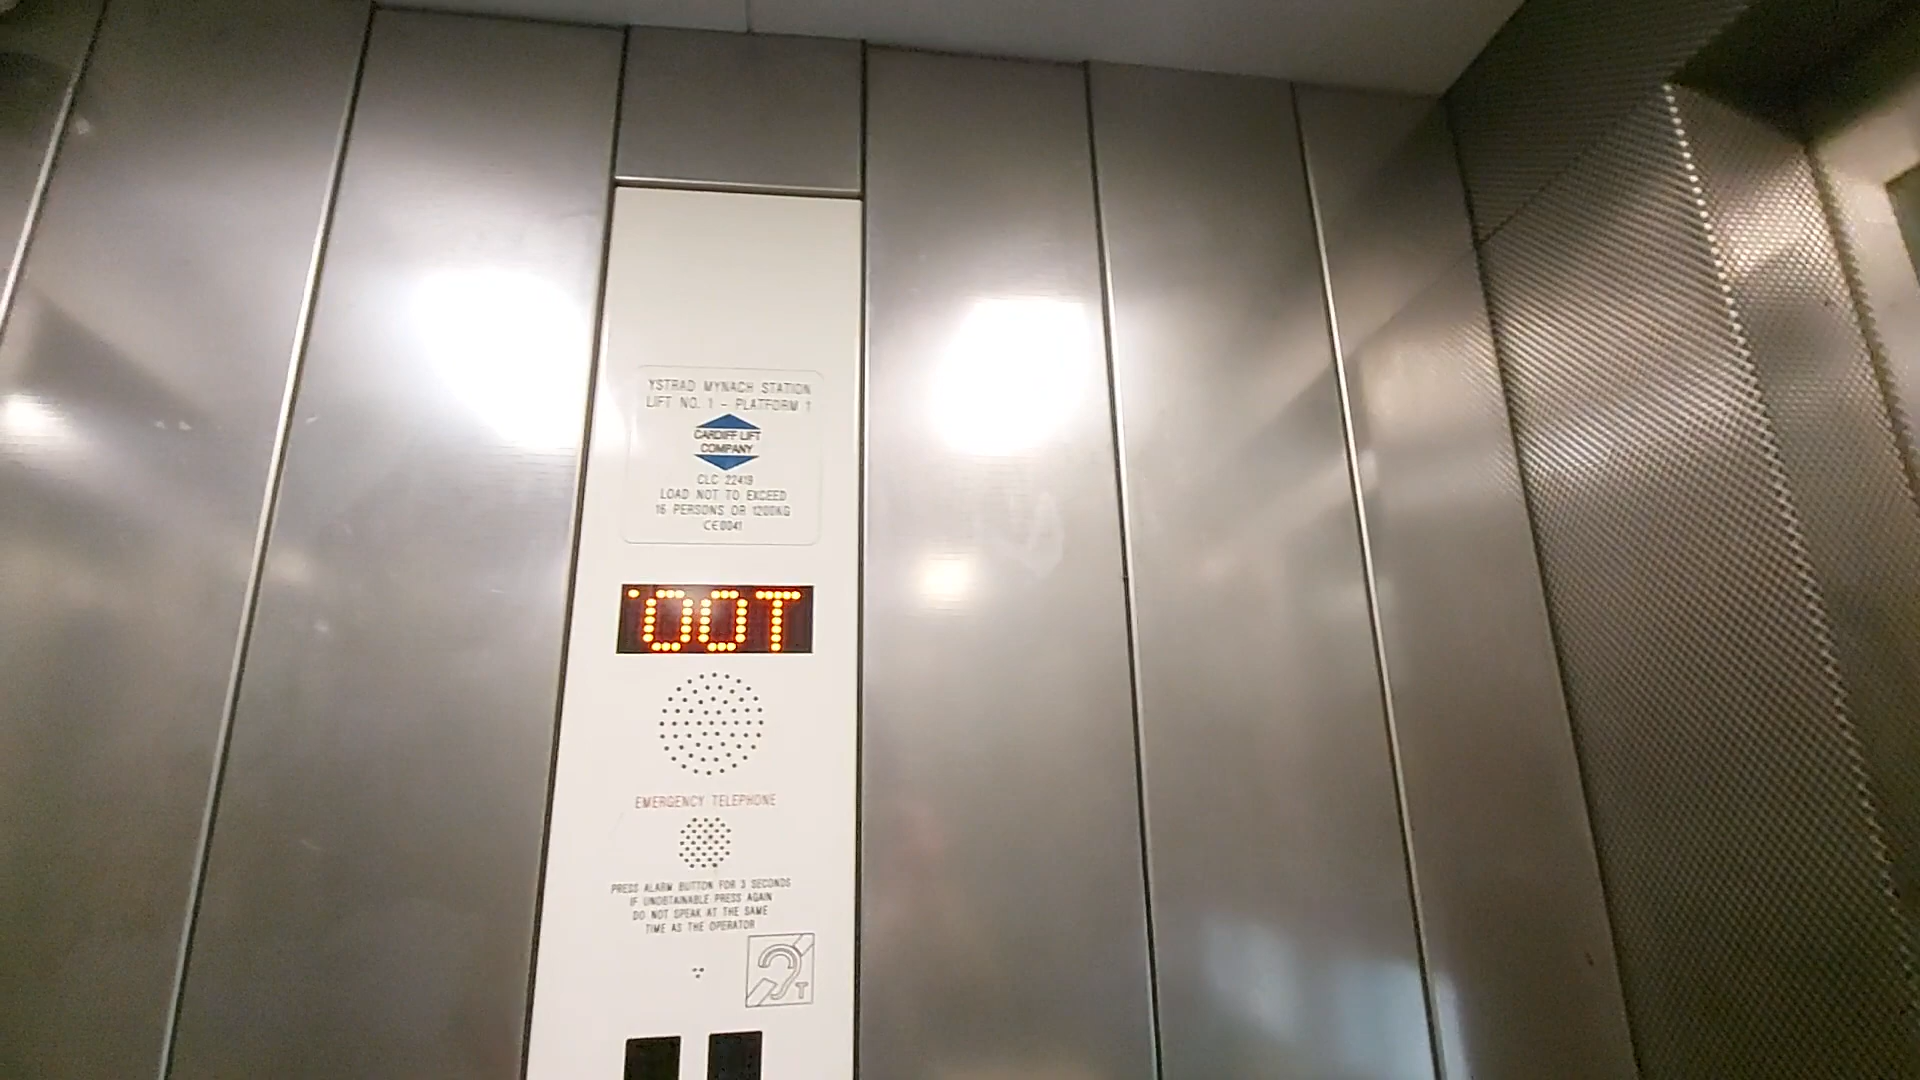 YSTRAD MYNACH STATION
LIFT NO. 1 - PLATFORM 1
CARDIFF LIFT
COMPANY
CLC 22419
LOAD NOT TO EXCEED
16 PERSONS OR 1200KG
CE0041
OOT
EMERGENCY TELEPHONE
PRESS ALARM BUTTON FOR 3 SECONDS
IF UNOBTAINABLE PRESS AGAIN
DO NOT SPEAK AT THE SAME
TIME AS THE OPERATOR
T